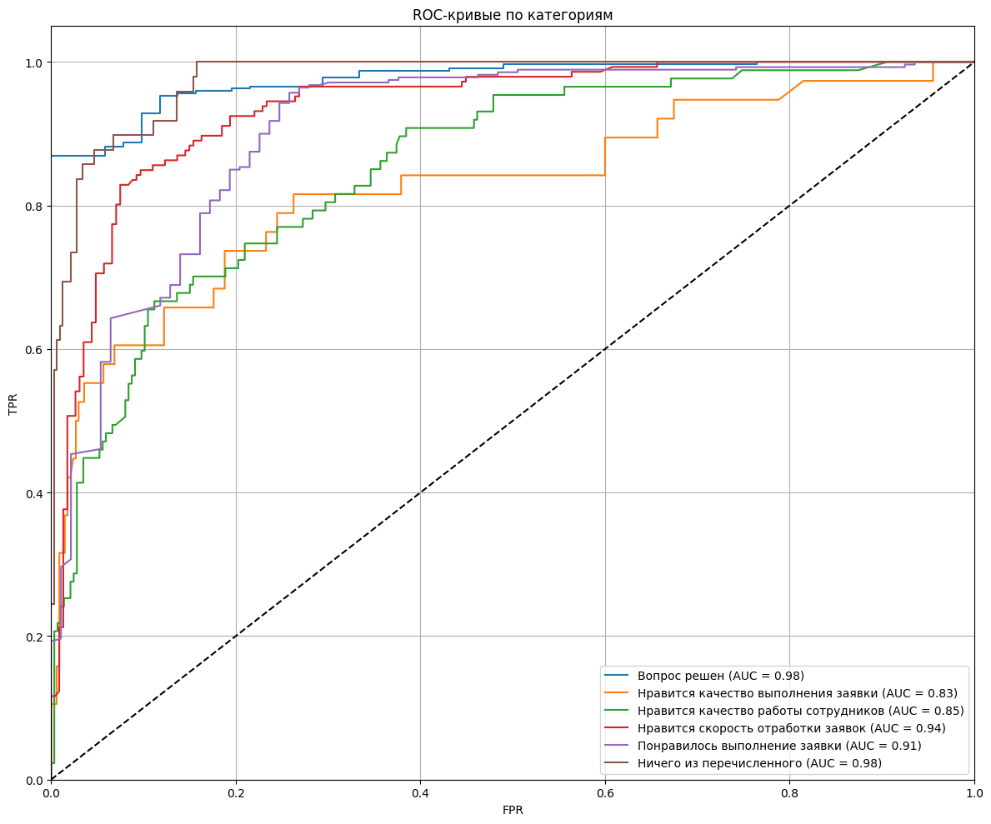 ROC-кривые по категориям
TPR
1.0
0.8
0.6
0.4
0.2
0.0
0.0 0.2 0.4 0.6 0.8 1.0
FPR
Вопрос решен (AUC = 0.98)
Нравится качество выполнения заявки (AUC = 0.83)
Нравится качество работы сотрудников (AUC = 0.85)
Нравится скорость отработки заявок (AUC = 0.94)
Понравилось выполнение заявки (AUC = 0.91)
Ничего из перечисленного (AUC = 0.98)